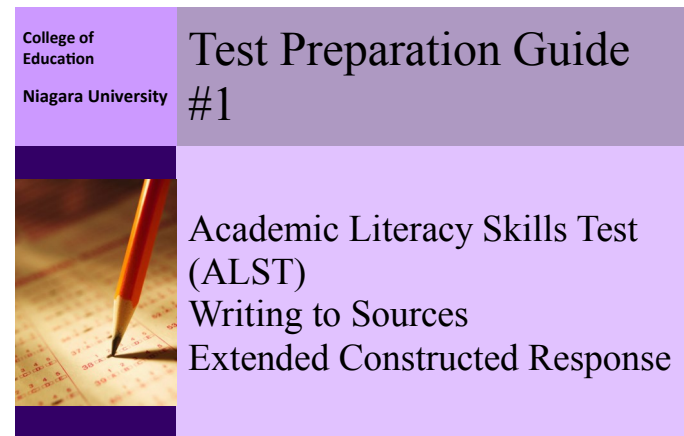 College of
Education
Niagara University
Test Preparation Guide
#1
Academic Literacy Skills Test
(ALST)
Writing to Sources
Extended Constructed Response